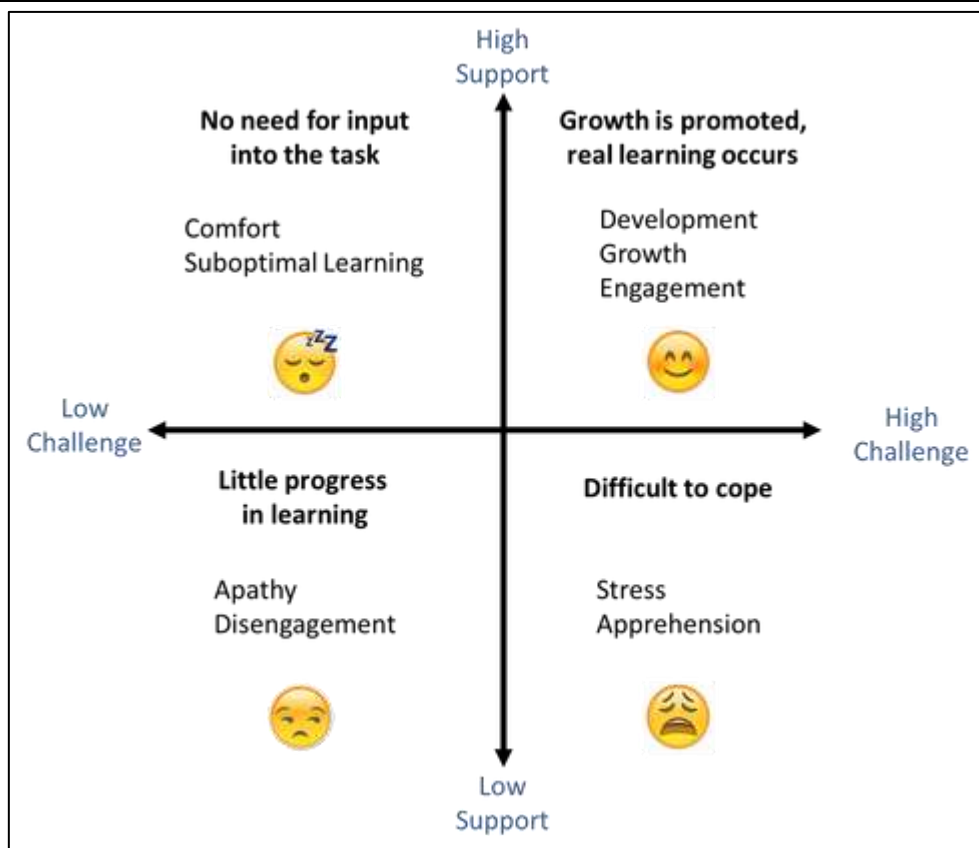 High
Support
No need for input
into the task
Growth is promoted,
real learning occurs
Comfort
Suboptimal Learning
Development
Growth
Engagement
zzZ
Low
Challenge
High
Challenge
Little progress
in learning
Difficult to cope
Apathy
Disengagement
Stress
Apprehension
Low
Support